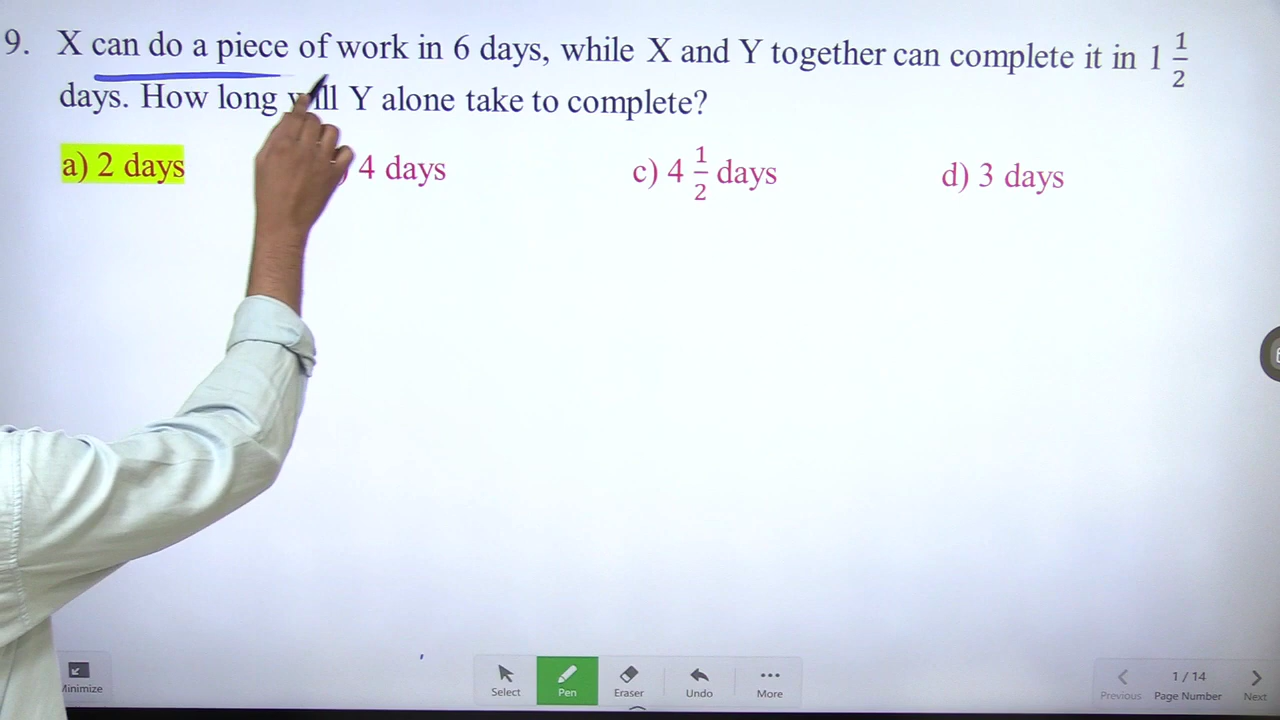 9. X can do a piece of work in 6 days, while X and Y together can complete it in 1 1/2
days. How long will Y alone take to complete?
a) 2 days ) 4 days c) 4 1/2 days d) 3 days
Minimize Select Pen Eraser Undo More Previous 1 / 14 Page Number Next